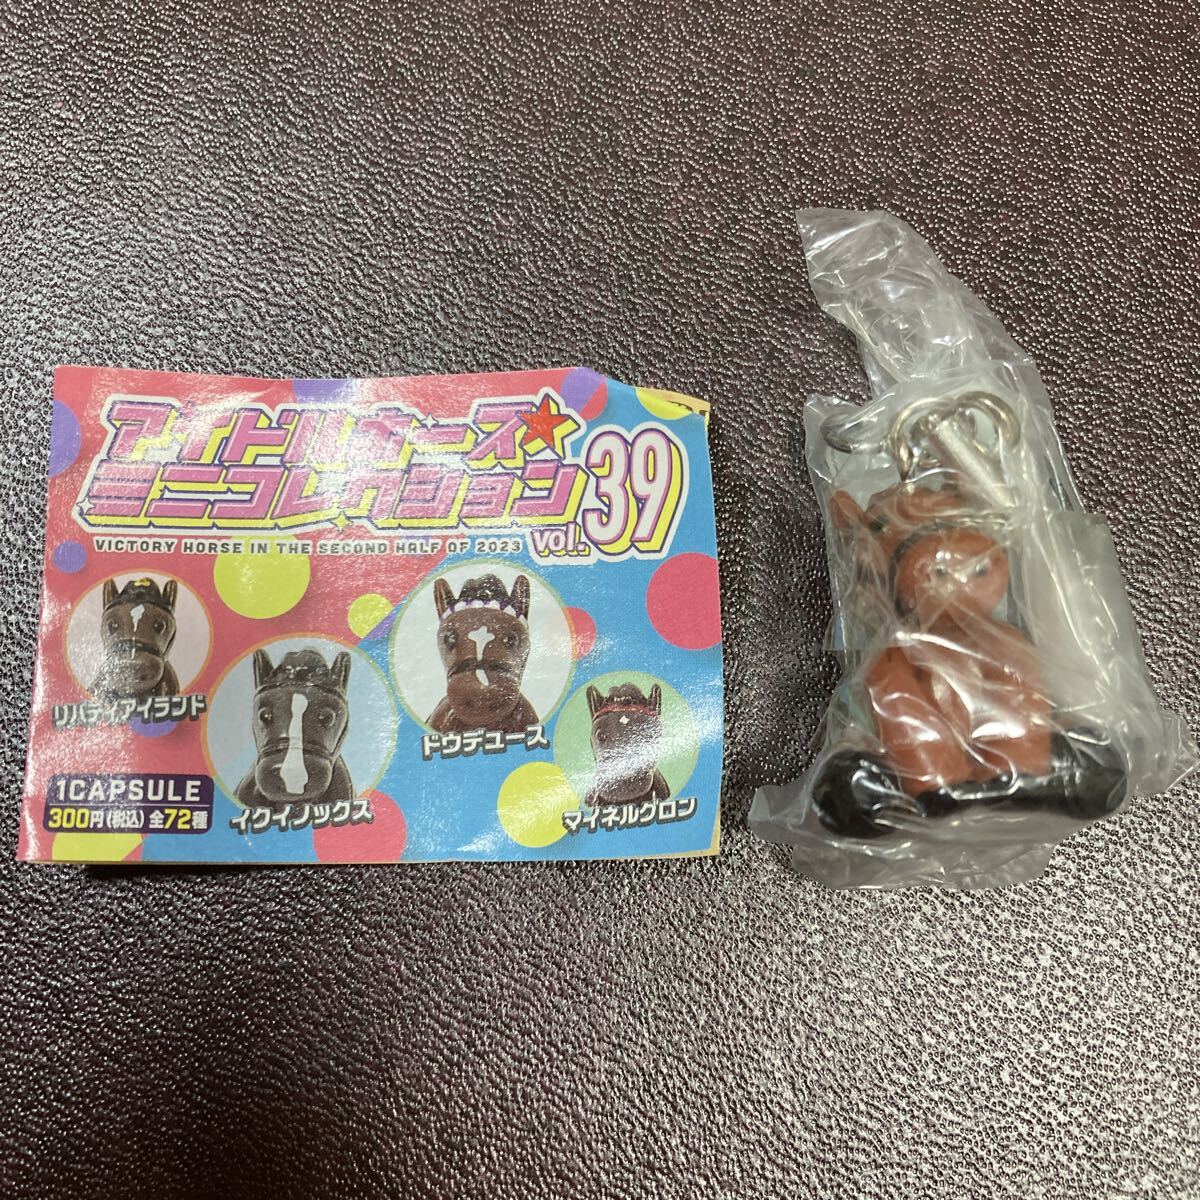 アイドルホース★
ミニコレクション vol.39
VICTORY HORSE IN THE SECOND HALF OF 2023
リバティアイランド
イクイノックス
ドウデュース
マイネルグロン
1CAPSULE
300円(税込) 全72種